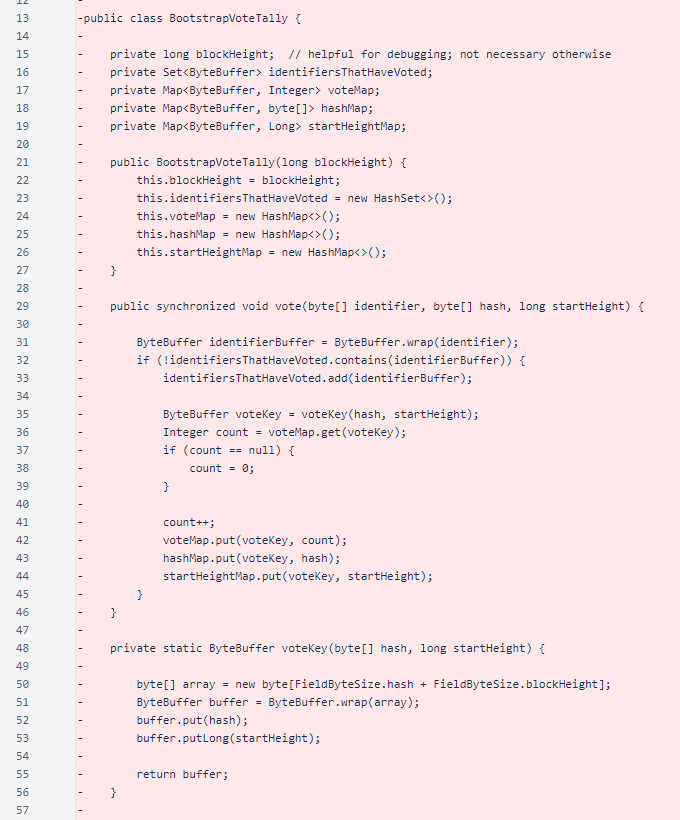 12 -
13 -public class BootstrapVoteTally {
14 -
15 -    private long blockHeight;  // helpful for debugging; not necessary otherwise
16 -    private Set<ByteBuffer> identifiersThatHaveVoted;
17 -    private Map<ByteBuffer, Integer> voteMap;
18 -    private Map<ByteBuffer, byte[]> hashMap;
19 -    private Map<ByteBuffer, Long> startHeightMap;
20 -
21 -    public BootstrapVoteTally(long blockHeight) {
22 -        this.blockHeight = blockHeight;
23 -        this.identifiersThatHaveVoted = new HashSet<>();
24 -        this.voteMap = new HashMap<>();
25 -        this.hashMap = new HashMap<>();
26 -        this.startHeightMap = new HashMap<>();
27 -    }
28 -
29 -    public synchronized void vote(byte[] identifier, byte[] hash, long startHeight) {
30 -
31 -        ByteBuffer identifierBuffer = ByteBuffer.wrap(identifier);
32 -        if (!identifiersThatHaveVoted.contains(identifierBuffer)) {
33 -            identifiersThatHaveVoted.add(identifierBuffer);
34 -
35 -            ByteBuffer voteKey = voteKey(hash, startHeight);
36 -            Integer count = voteMap.get(voteKey);
37 -            if (count == null) {
38 -                count = 0;
39 -            }
40 -
41 -            count++;
42 -            voteMap.put(voteKey, count);
43 -            hashMap.put(voteKey, hash);
44 -            startHeightMap.put(voteKey, startHeight);
45 -        }
46 -    }
47 -
48 -    private static ByteBuffer voteKey(byte[] hash, long startHeight) {
49 -
50 -        byte[] array = new byte[FieldByteSize.hash + FieldByteSize.blockHeight];
51 -        ByteBuffer buffer = ByteBuffer.wrap(array);
52 -        buffer.put(hash);
53 -        buffer.putLong(startHeight);
54 -
55 -        return buffer;
56 -    }
57 -